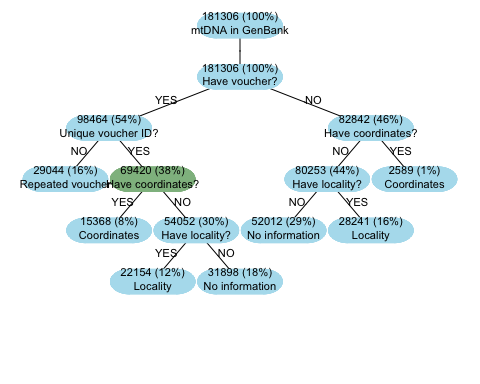 181306 (100%)
mtDNA in GenBank
181306 (100%)
Have voucher?
YES
NO
98464 (54%)
Unique voucher ID?
82842 (46%)
Have coordinates?
NO
YES
NO
YES
29044 (16%)
Repeated voucher
69420 (38%)
Have coordinates?
80253 (44%)
Have locality?
2589 (1%)
Coordinates
YES
NO
NO
YES
15368 (8%)
Coordinates
54052 (30%)
Have locality?
52012 (29%)
No information
28241 (16%)
Locality
YES
NO
22154 (12%)
Locality
31898 (18%)
No information